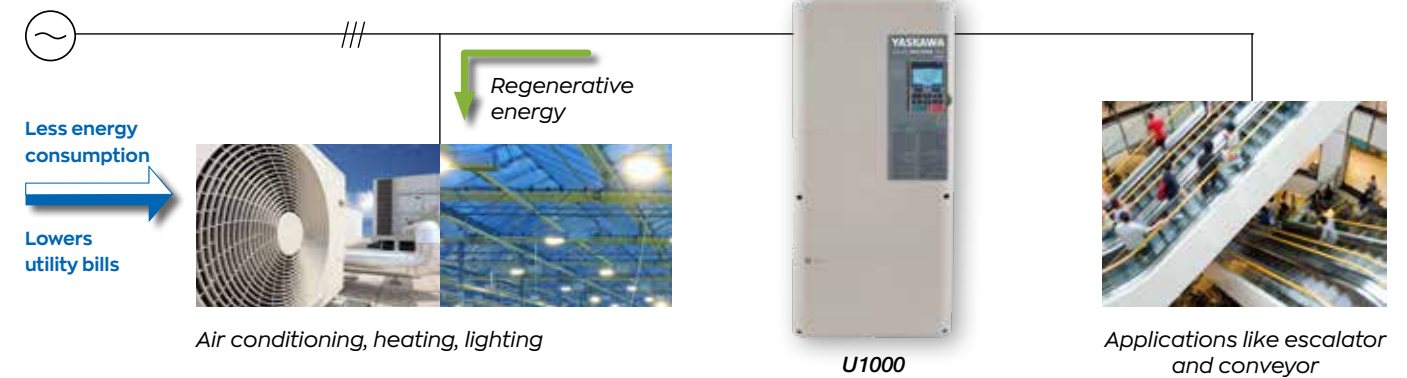 YASKAWA
Regenerative
energy
Less energy
consumption
Lowers
utility bills
Air conditioning, heating, lighting
U1000
Applications like escalator
and conveyor